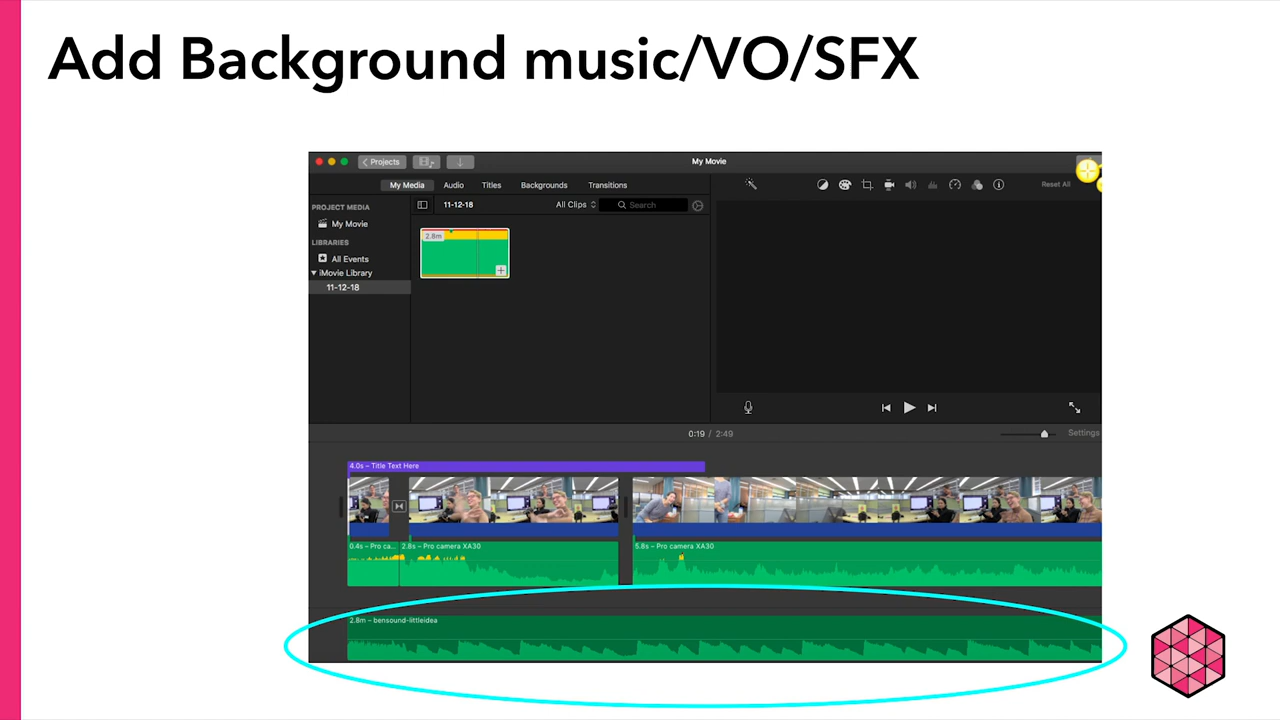 Add Background music/VO/SFX
Projects
My Movie
My Media Audio Titles Backgrounds Transitions
Reset All
PROJECT MEDIA
11-12-18
All Clips
Search
My Movie
2.8m
LIBRARIES
All Events
iMovie Library
11-12-18
0:19 / 2:49
Settings
4.0s – Title Text Here
0.4s – Pro ca...
2.8s – Pro camera XA30
5.8s – Pro camera XA30
2.8m – bensound-littleidea